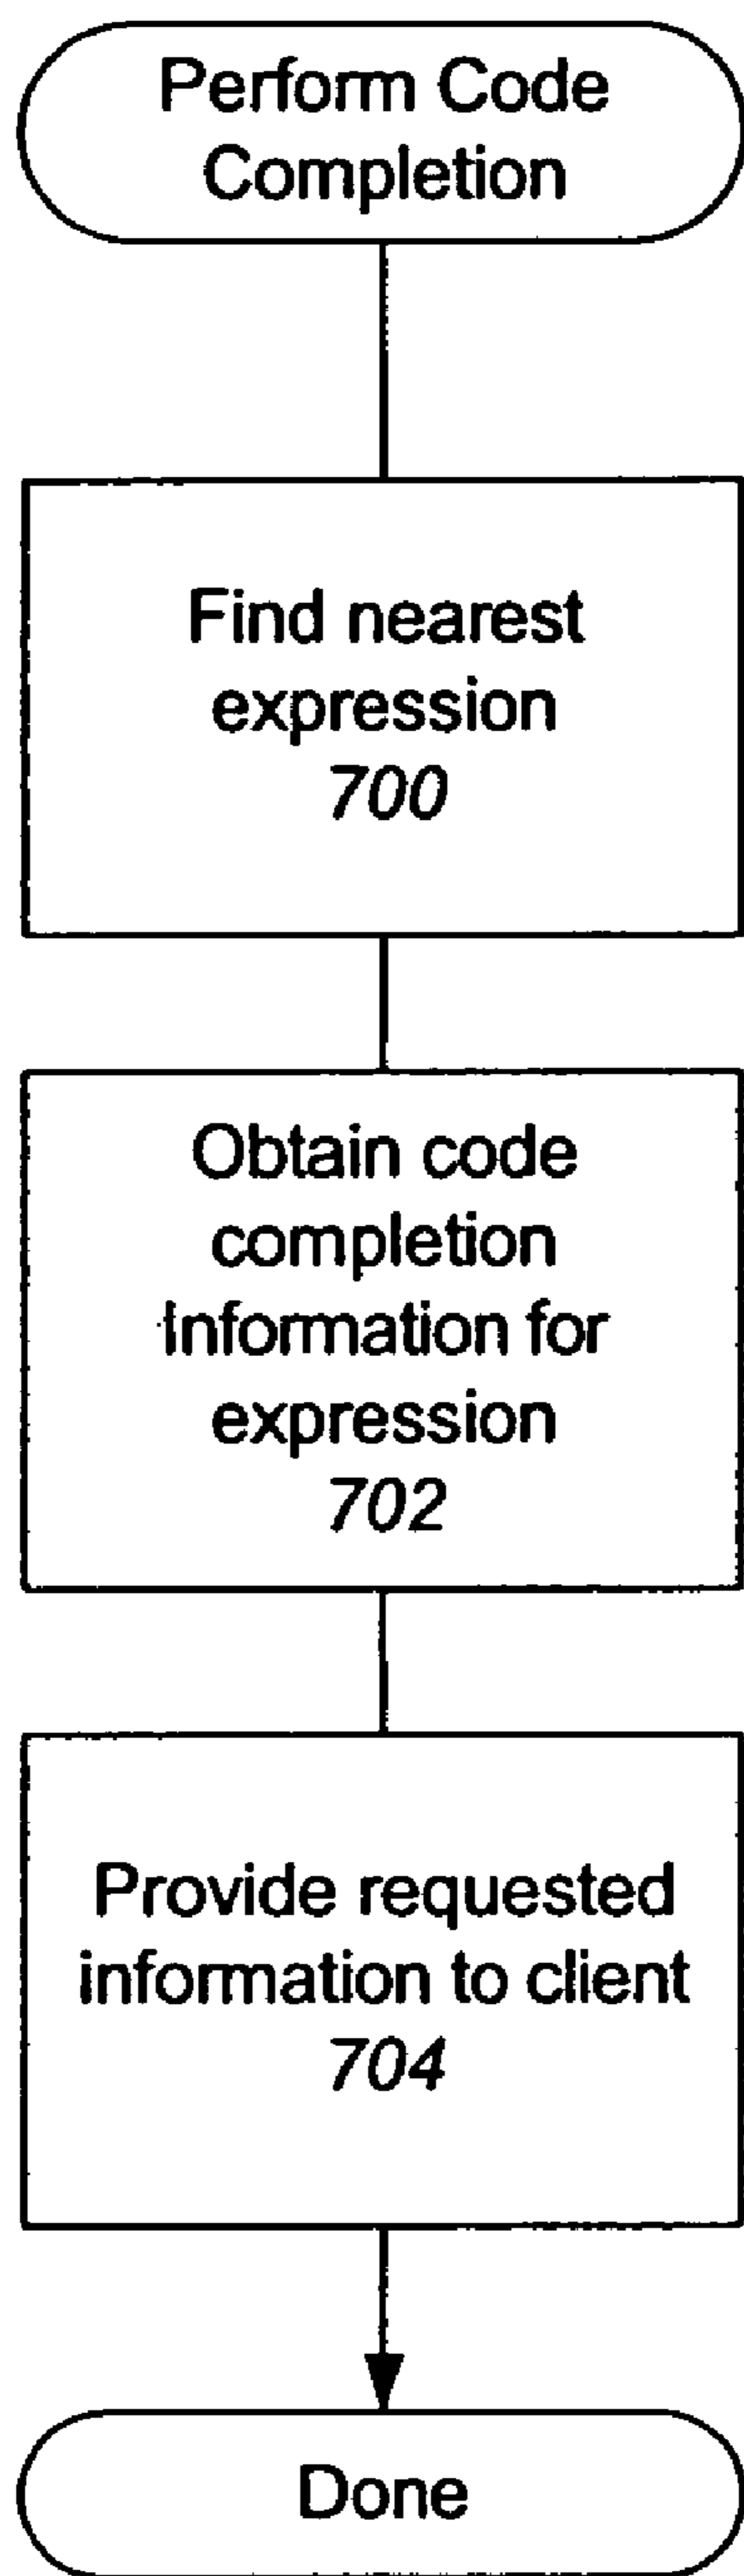 Perform Code
Completion
Find nearest
expression
700
Obtain code
completion
Information for
expression
702
Provide requested
information to client
704
Done